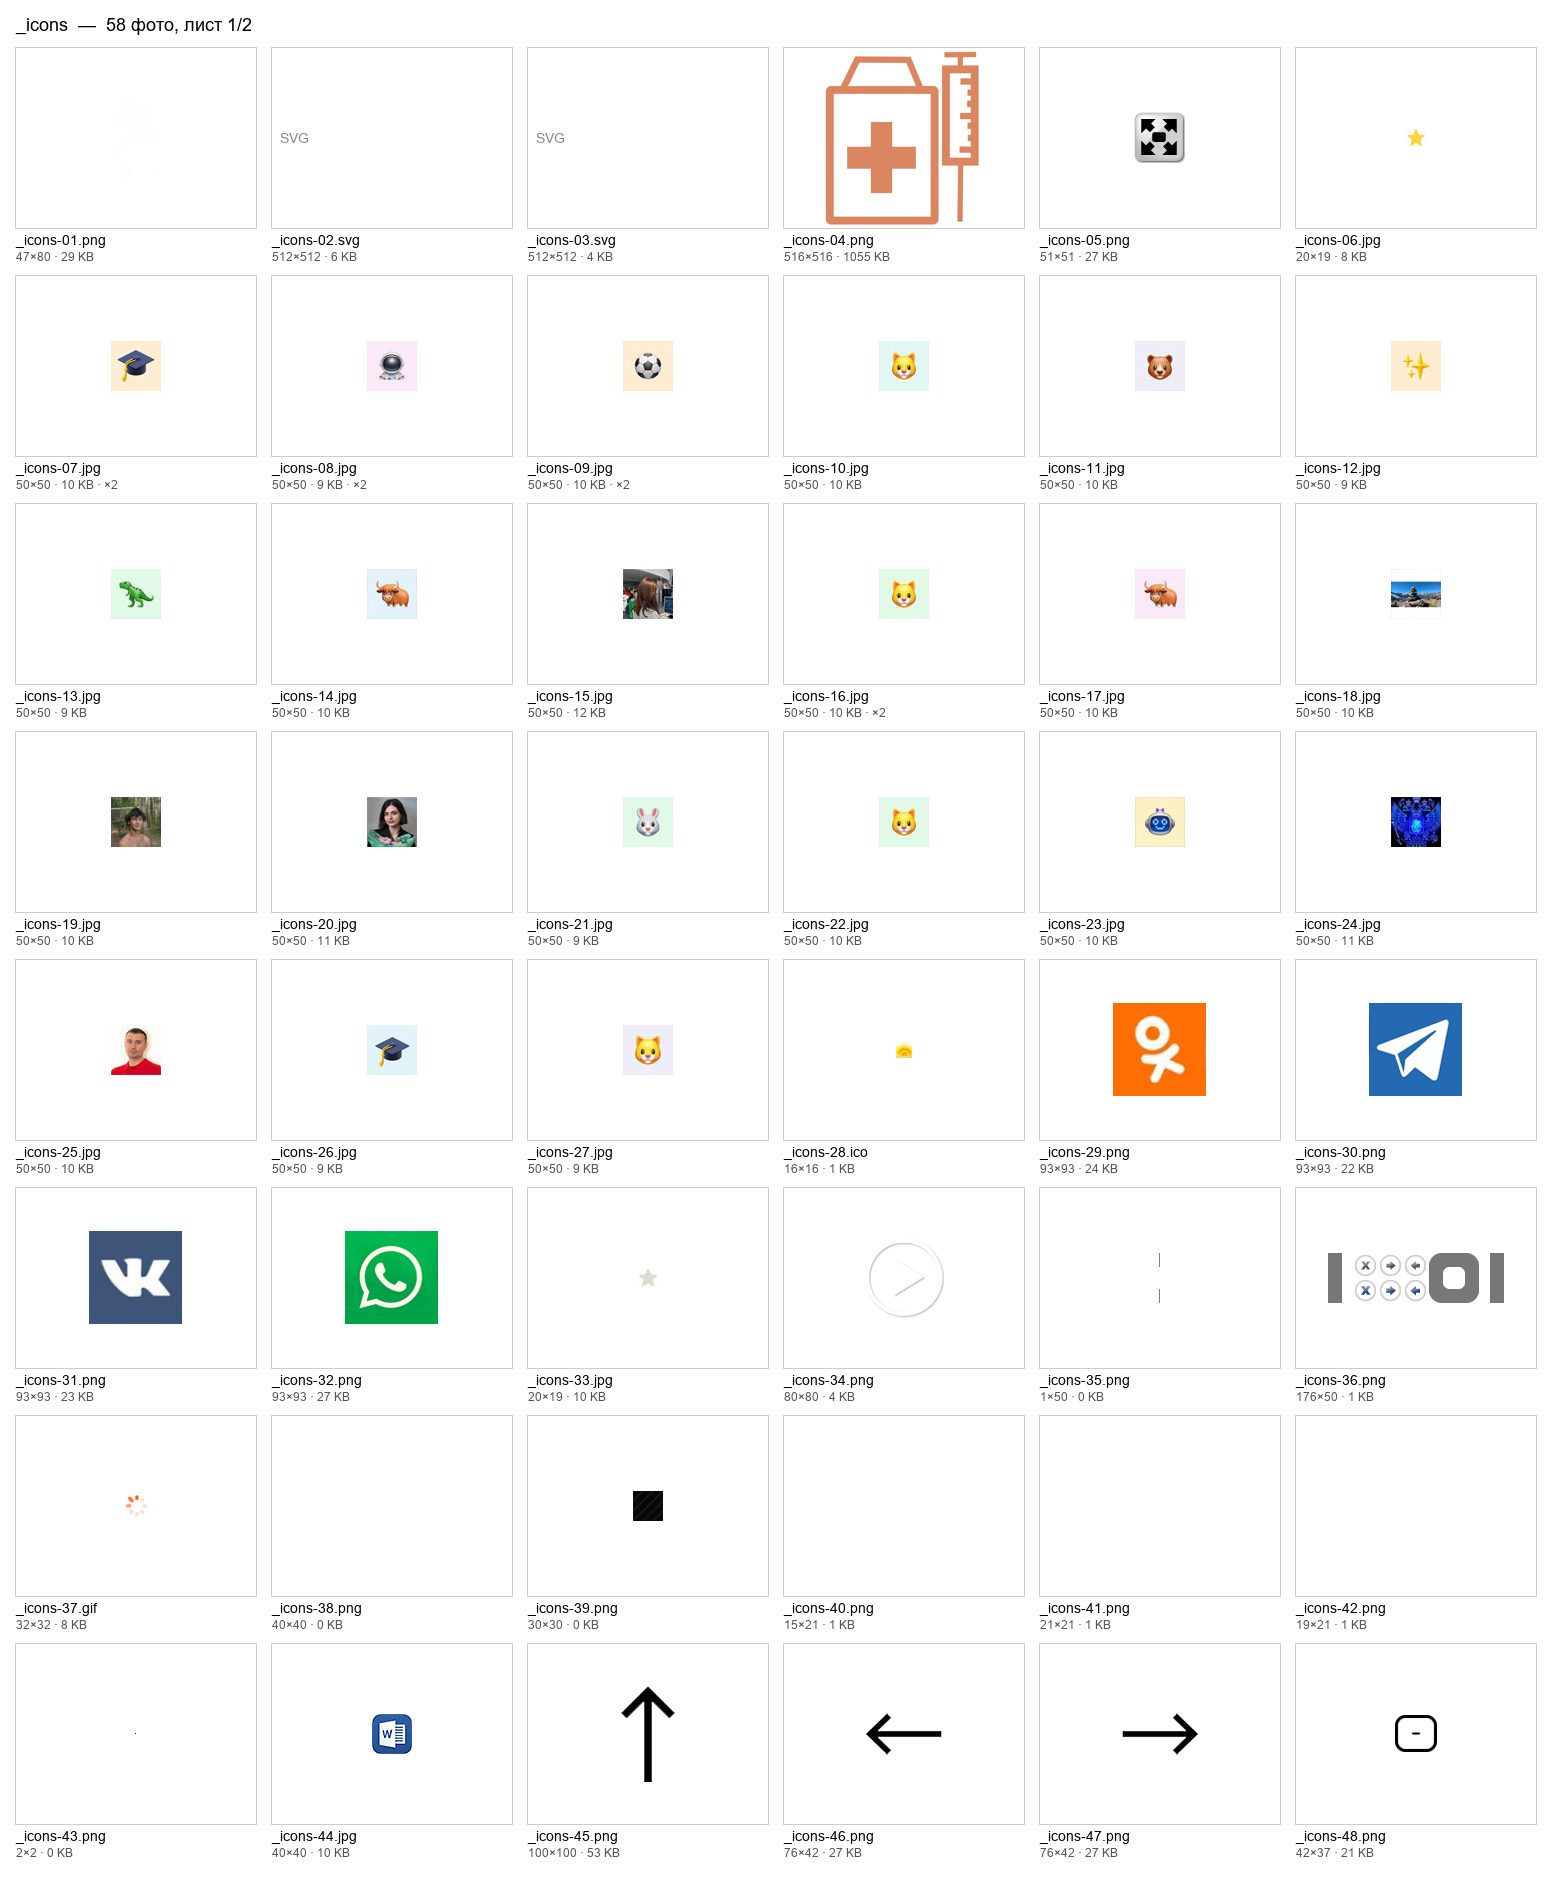 _icons — 58 фото, лист 1/2
SVG
SVG
_icons-01.png
47×80 · 29 KB
_icons-02.svg
512×512 · 6 KB
_icons-03.svg
512×512 · 4 KB
_icons-04.png
516×516 · 1055 KB
_icons-05.png
51×51 · 27 KB
_icons-06.jpg
20×19 · 8 KB
_icons-07.jpg
50×50 · 10 KB · ×2
_icons-08.jpg
50×50 · 9 KB · ×2
_icons-09.jpg
50×50 · 10 KB · ×2
_icons-10.jpg
50×50 · 10 KB
_icons-11.jpg
50×50 · 10 KB
_icons-12.jpg
50×50 · 9 KB
_icons-13.jpg
50×50 · 9 KB
_icons-14.jpg
50×50 · 10 KB
_icons-15.jpg
50×50 · 12 KB
_icons-16.jpg
50×50 · 10 KB · ×2
_icons-17.jpg
50×50 · 10 KB
_icons-18.jpg
50×50 · 10 KB
_icons-19.jpg
50×50 · 10 KB
_icons-20.jpg
50×50 · 11 KB
_icons-21.jpg
50×50 · 9 KB
_icons-22.jpg
50×50 · 10 KB
_icons-23.jpg
50×50 · 10 KB
_icons-24.jpg
50×50 · 11 KB
_icons-25.jpg
50×50 · 10 KB
_icons-26.jpg
50×50 · 9 KB
_icons-27.jpg
50×50 · 9 KB
_icons-28.ico
16×16 · 1 KB
_icons-29.png
93×93 · 24 KB
_icons-30.png
93×93 · 22 KB
_icons-31.png
93×93 · 23 KB
_icons-32.png
93×93 · 27 KB
_icons-33.jpg
20×19 · 10 KB
_icons-34.png
80×80 · 4 KB
_icons-35.png
1×50 · 0 KB
_icons-36.png
176×50 · 1 KB
_icons-37.gif
32×32 · 8 KB
_icons-38.png
40×40 · 0 KB
_icons-39.png
30×30 · 0 KB
_icons-40.png
15×21 · 1 KB
_icons-41.png
21×21 · 1 KB
_icons-42.png
19×21 · 1 KB
W
_icons-43.png
2×2 · 0 KB
_icons-44.jpg
40×40 · 10 KB
_icons-45.png
100×100 · 53 KB
_icons-46.png
76×42 · 27 KB
_icons-47.png
76×42 · 27 KB
_icons-48.png
42×37 · 21 KB